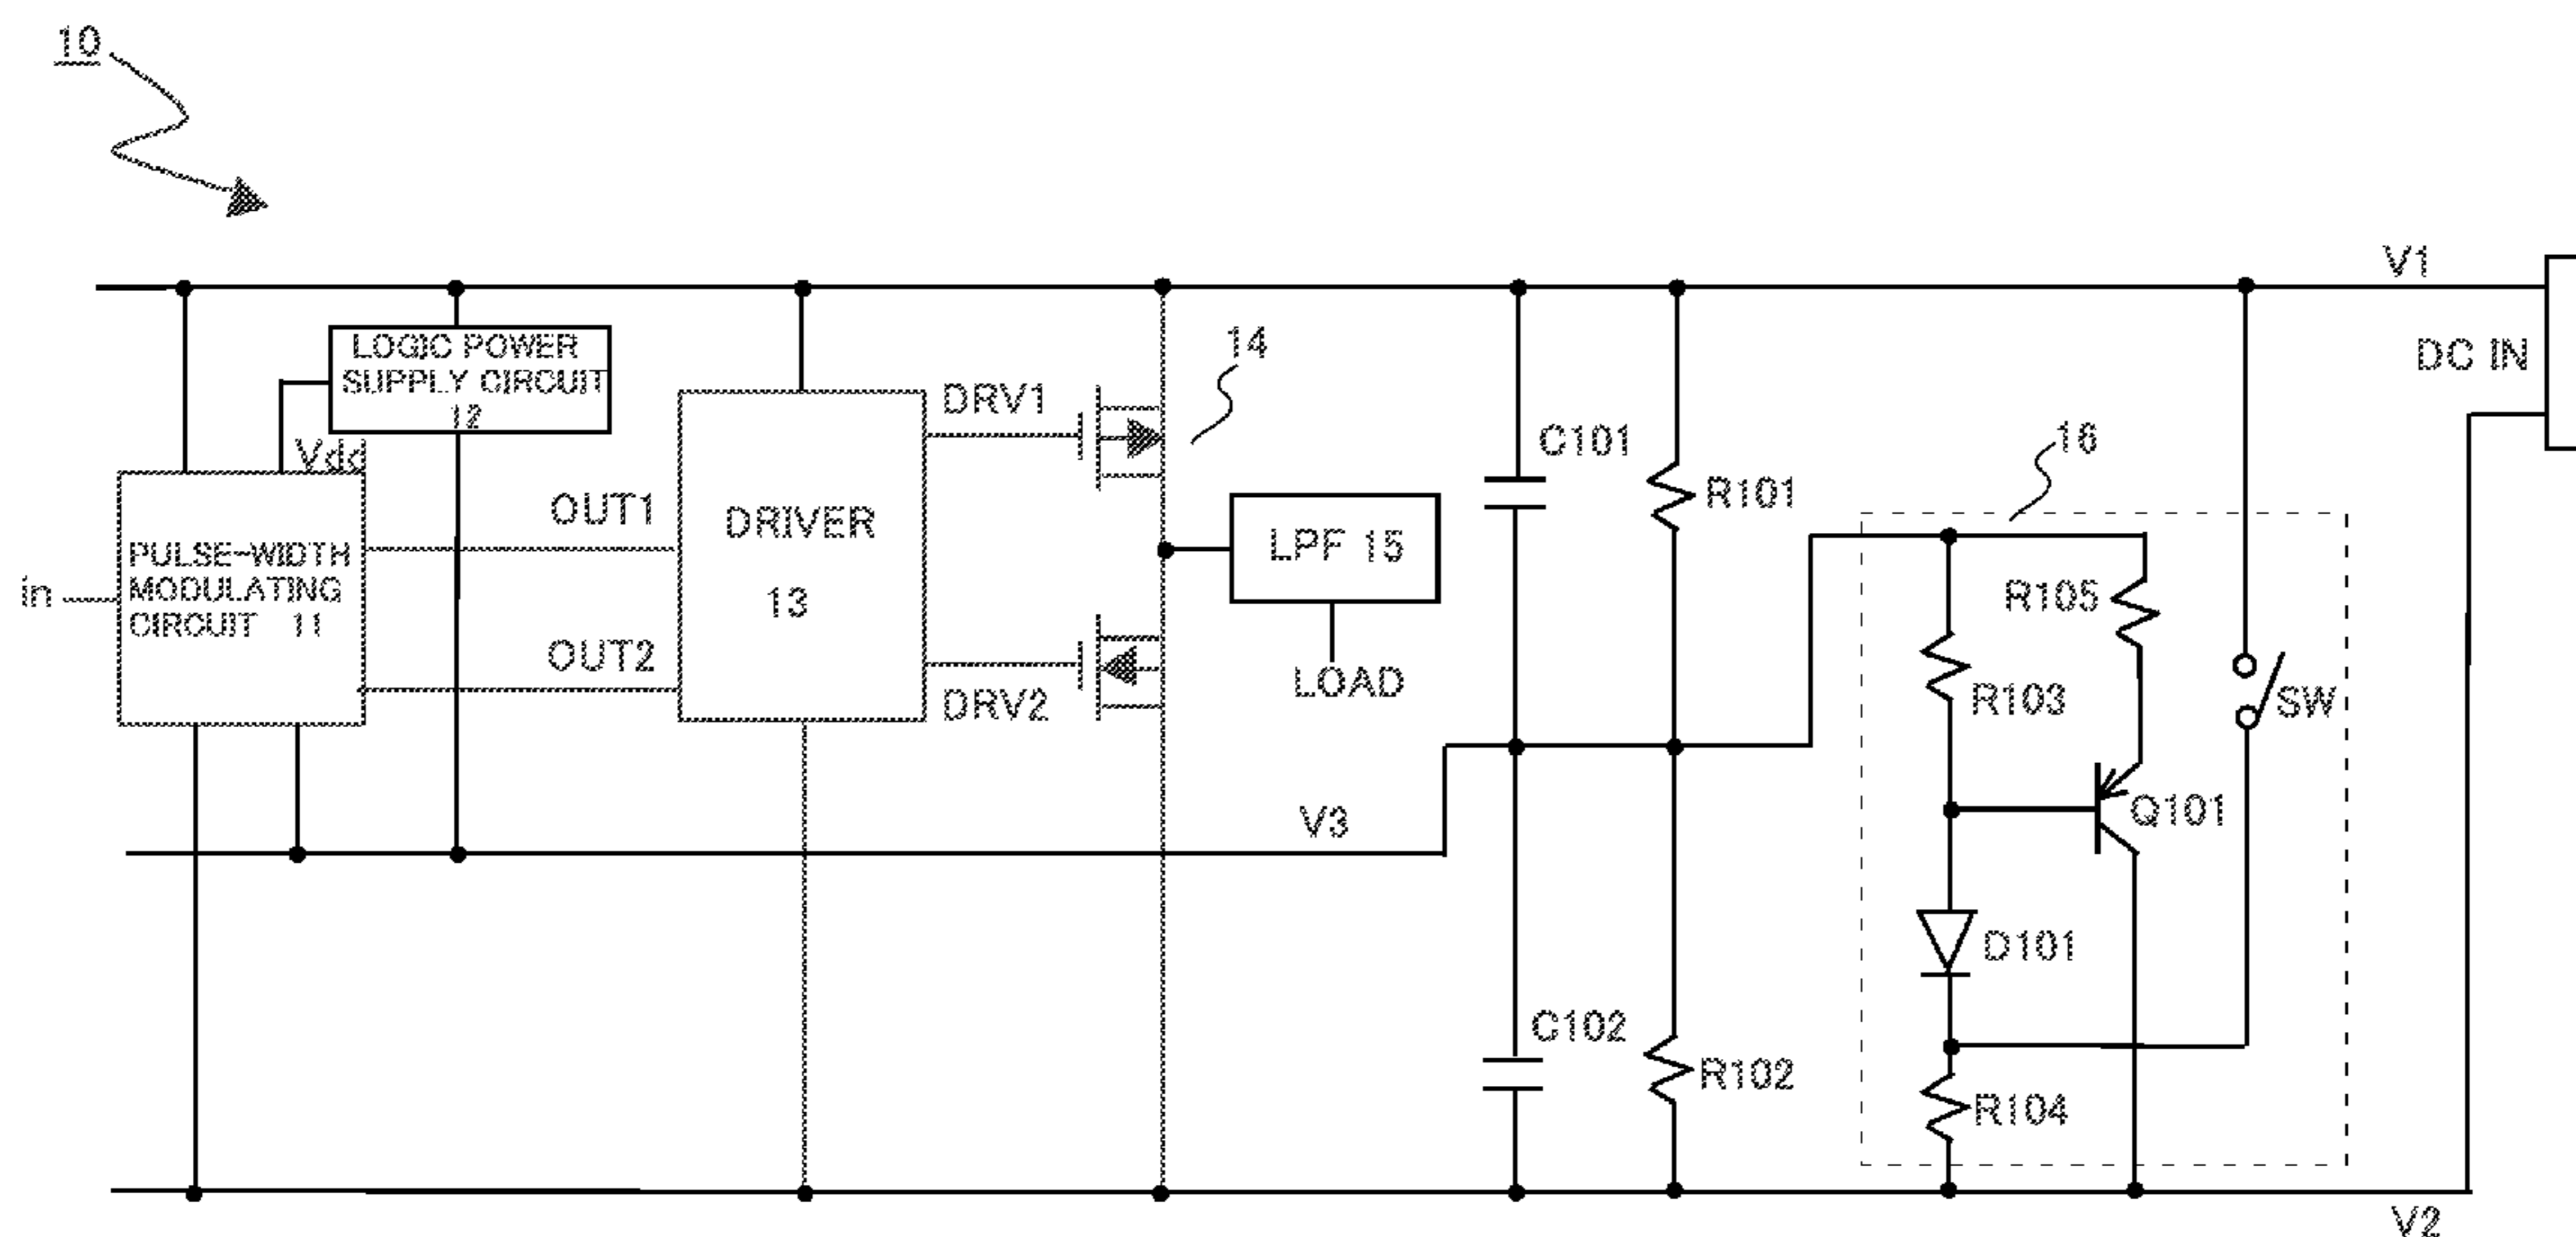 10
V1
DC IN
LOGIC POWER
SUPPLY CIRCUIT
12
Vdd
PULSE-WIDTH
MODULATING
CIRCUIT 11
in
OUT1
OUT2
DRIVER
13
DRV1
DRV2
14
LPF 15
LOAD
C101
R101
V3
C102
R102
16
R105
R103
SW
Q101
D101
R104
V2